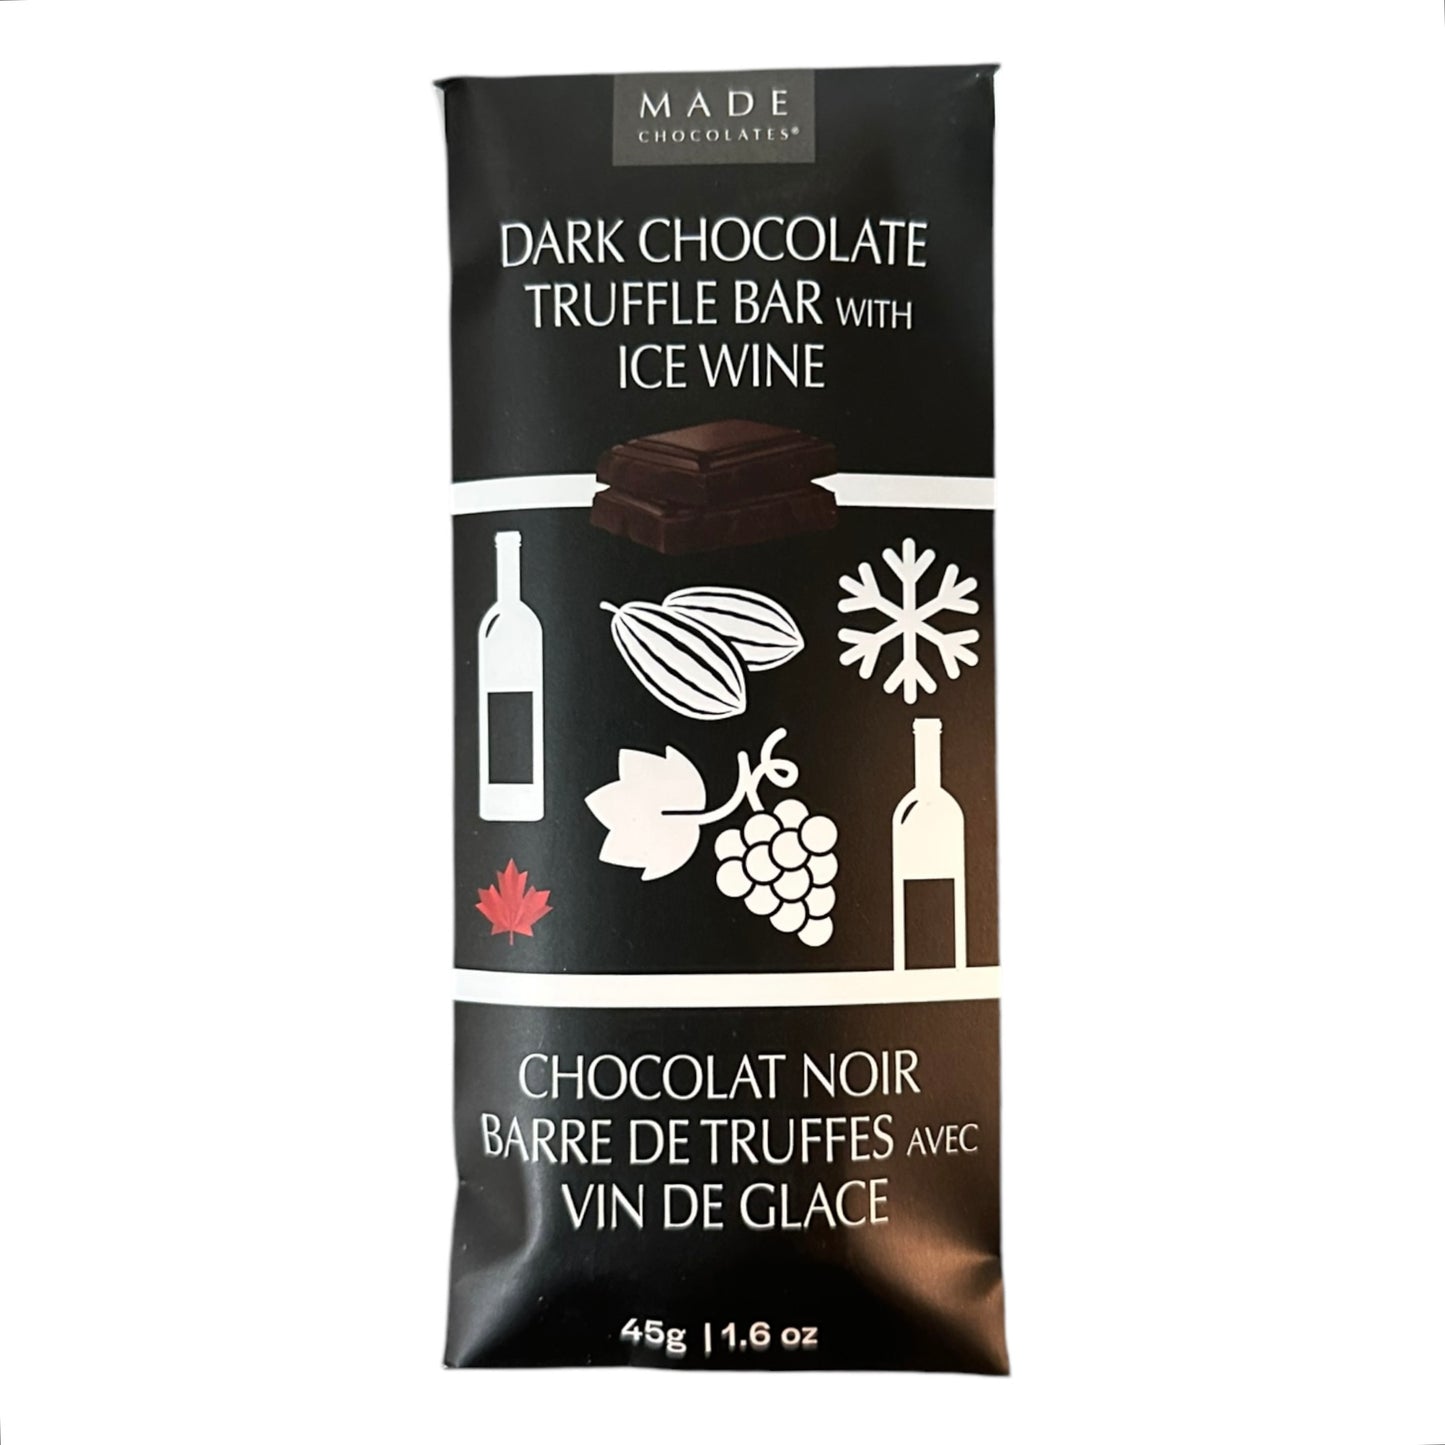 MADE
CHOCOLATES®
DARK CHOCOLATE
TRUFFLE BAR WITH
ICE WINE
CHOCOLAT NOIR
BARRE DE TRUFFES AVEC
VIN DE GLACE
45g | 1.6 oz